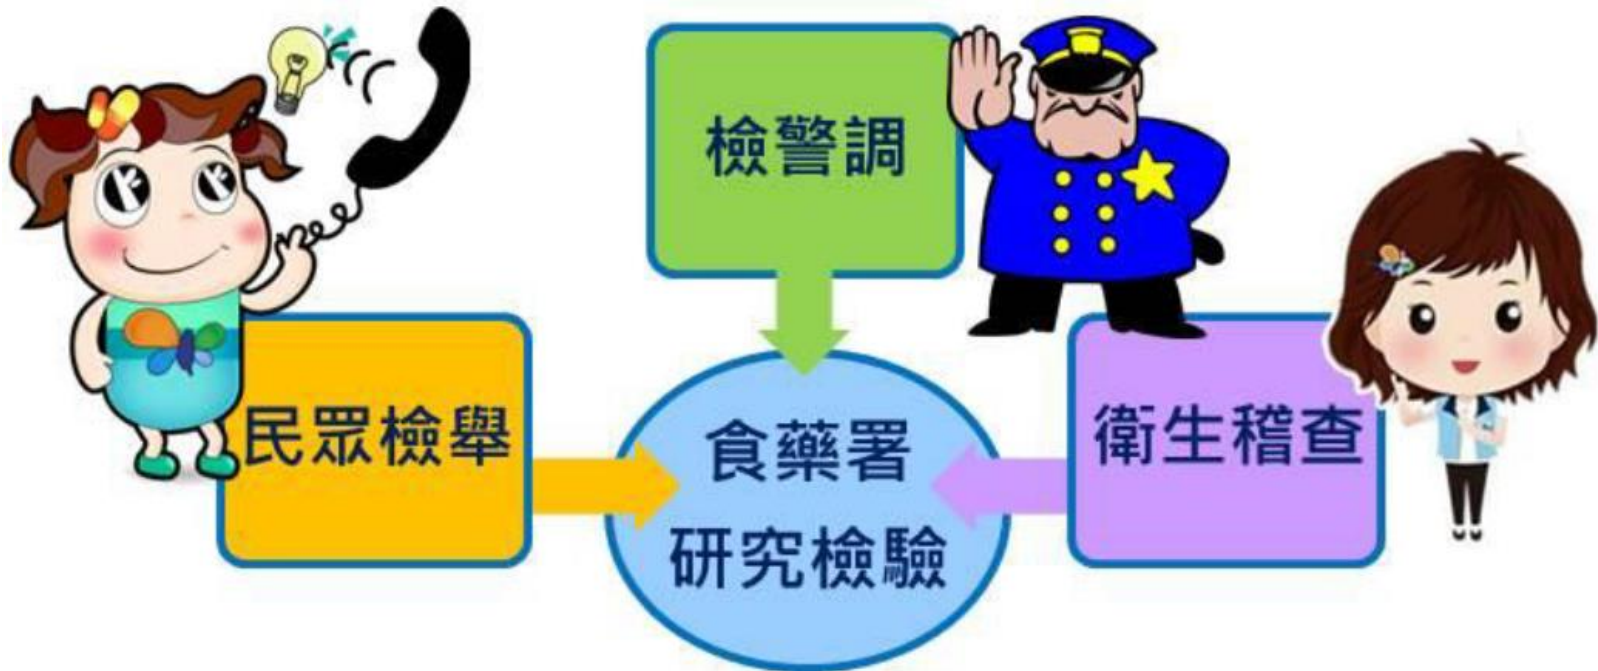 檢警調
民眾檢舉
食藥署
研究檢驗
衛生稽查